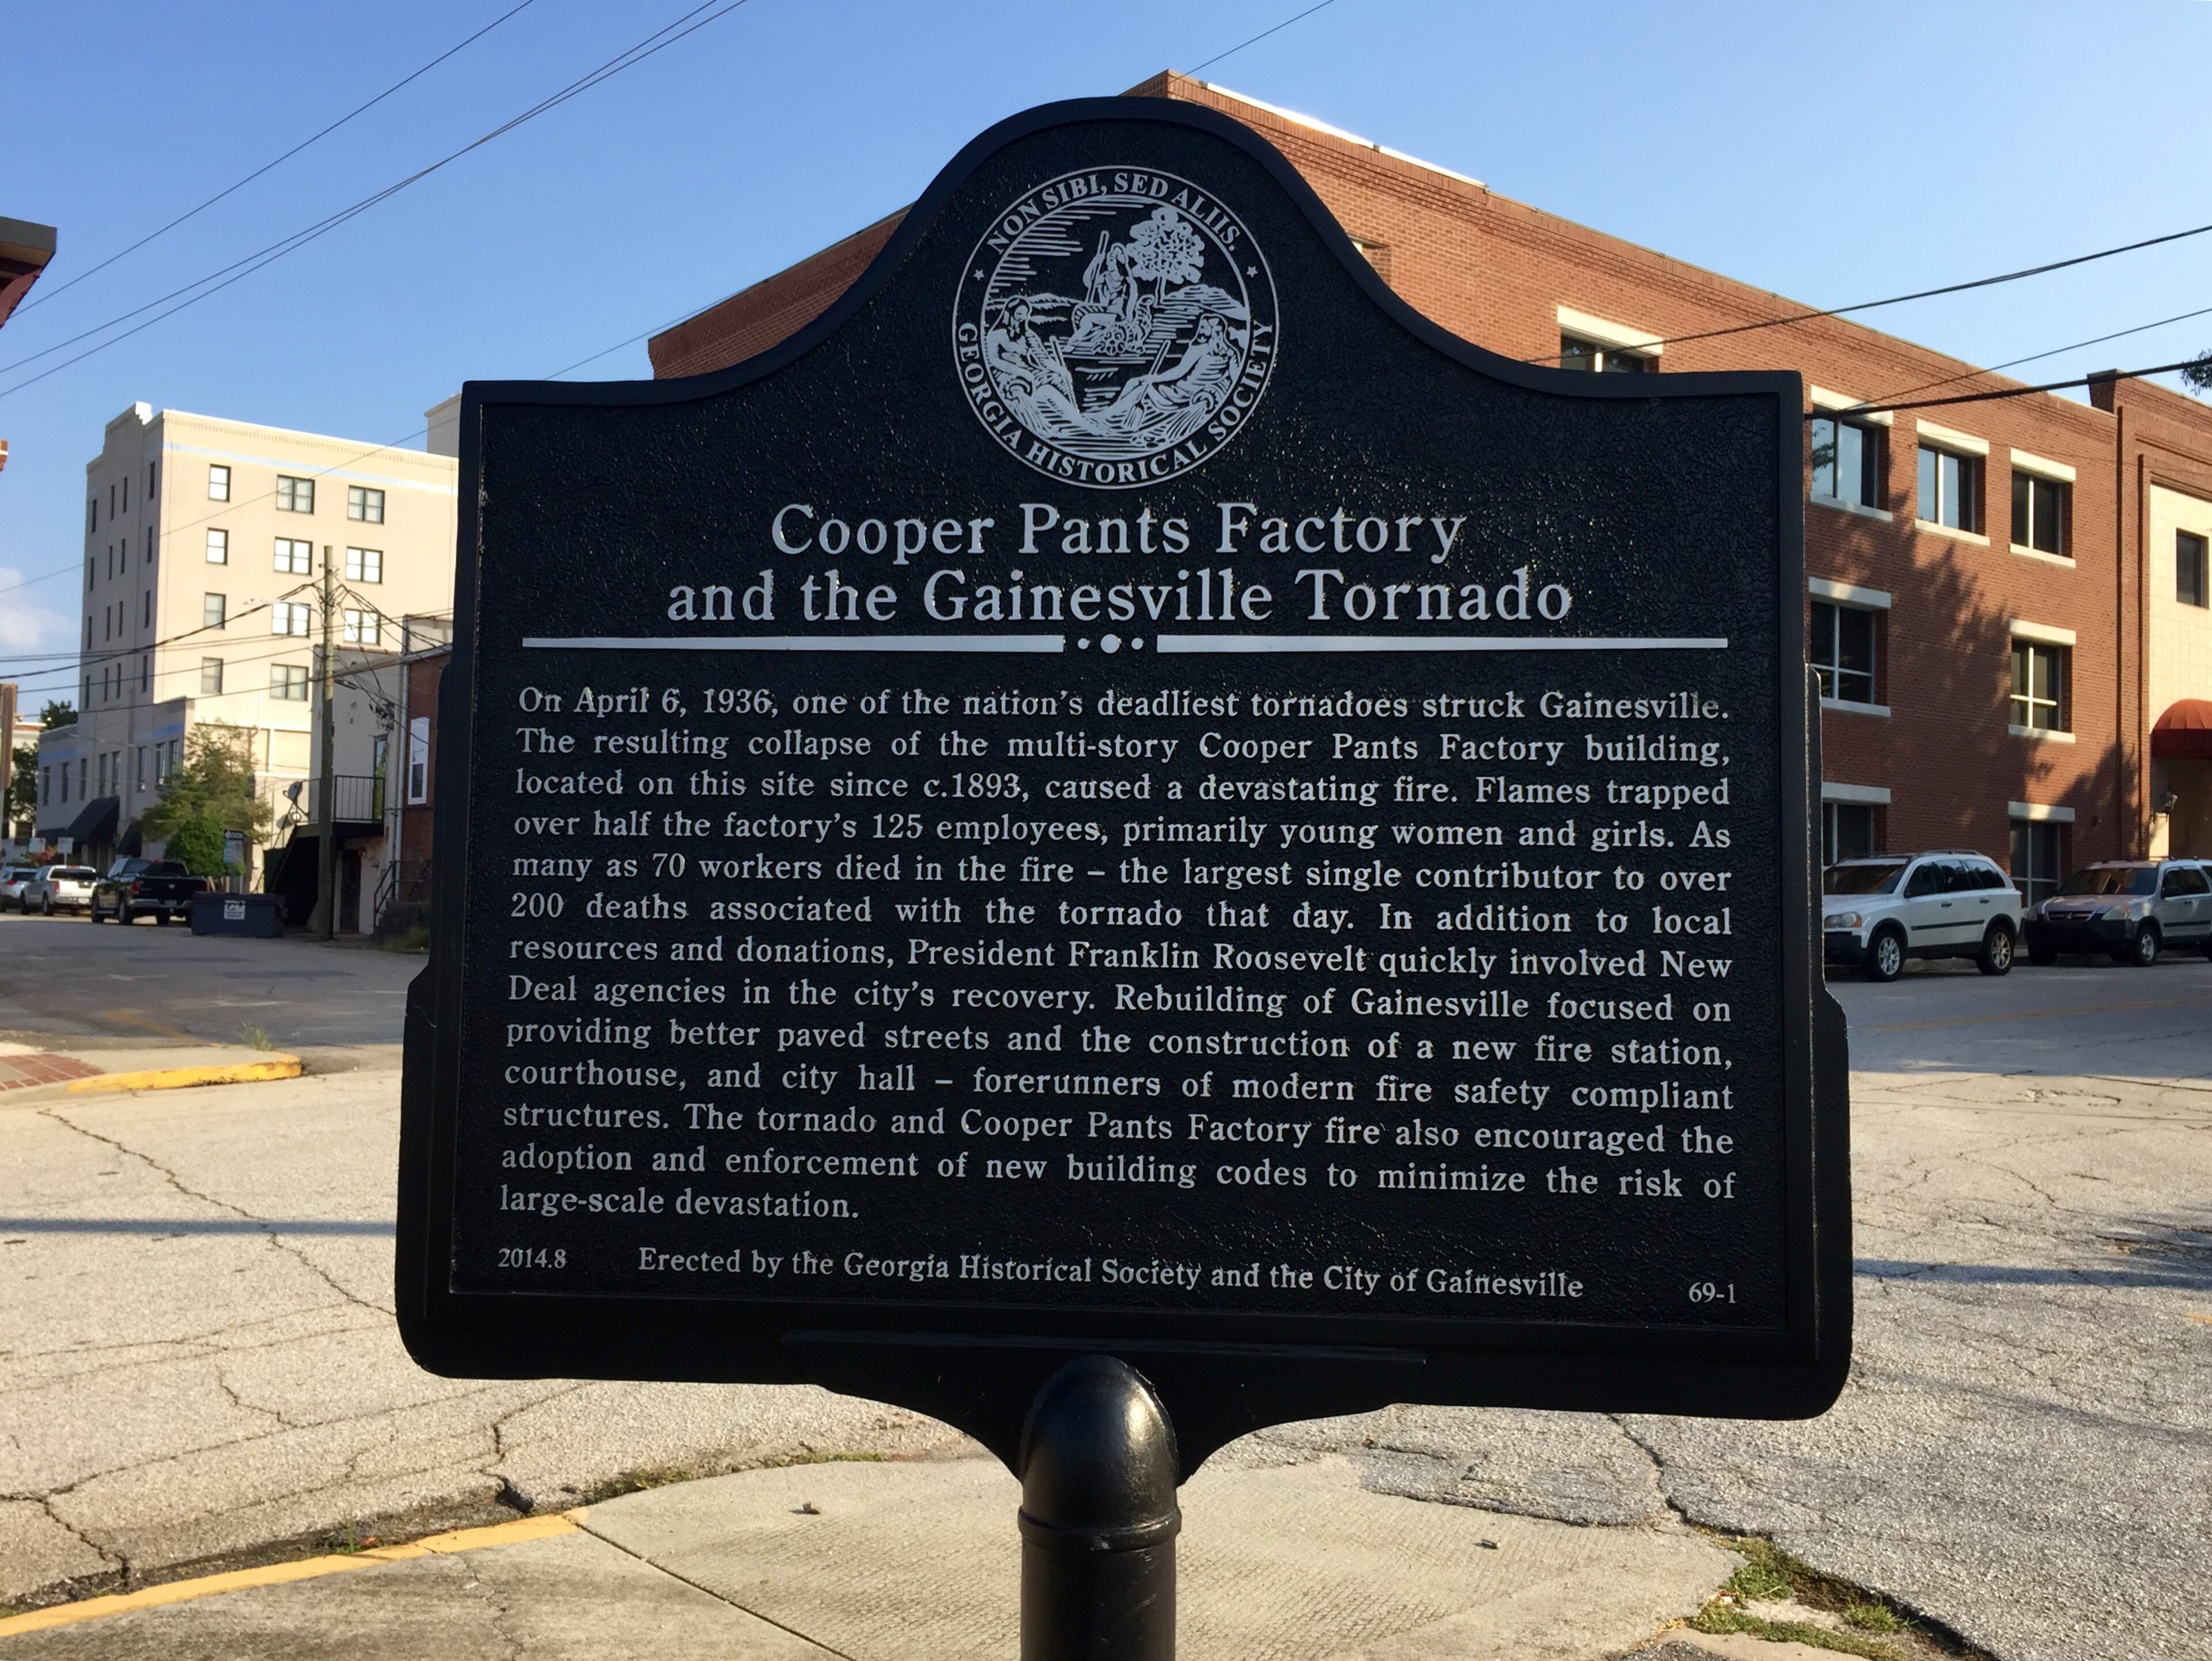 NON SIBI, SED ALIIS.
GEORGIA HISTORICAL SOCIETY
Cooper Pants Factory
and the Gainesville Tornado
On April 6, 1936, one of the nation's deadliest tornadoes struck Gainesville.
The resulting collapse of the multi-story Cooper Pants Factory building,
located on this site since c.1893, caused a devastating fire. Flames trapped
over half the factory's 125 employees, primarily young women and girls. As
many as 70 workers died in the fire – the largest single contributor to over
200 deaths associated with the tornado that day. In addition to local
resources and donations, President Franklin Roosevelt quickly involved New
Deal agencies in the city's recovery. Rebuilding of Gainesville focused on
providing better paved streets and the construction of a new fire station,
courthouse, and city hall – forerunners of modern fire safety compliant
structures. The tornado and Cooper Pants Factory fire also encouraged the
adoption and enforcement of new building codes to minimize the risk of
large-scale devastation.
2014.8 Erected by the Georgia Historical Society and the City of Gainesville 69-1